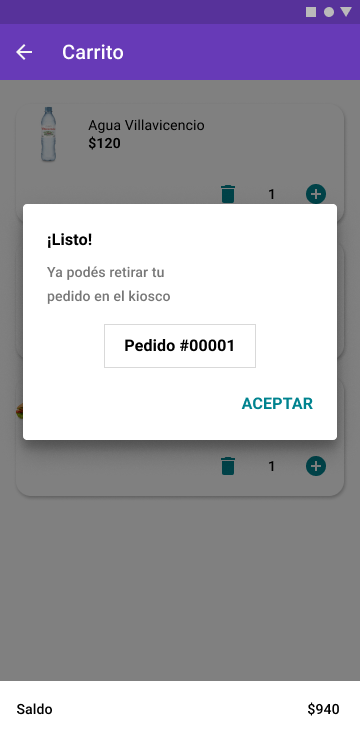 Carrito
Agua Villavicencio
$120
1
¡Listo!
Ya podés retirar tu
pedido en el kiosco
Pedido #00001
ACEPTAR
1
Saldo $940